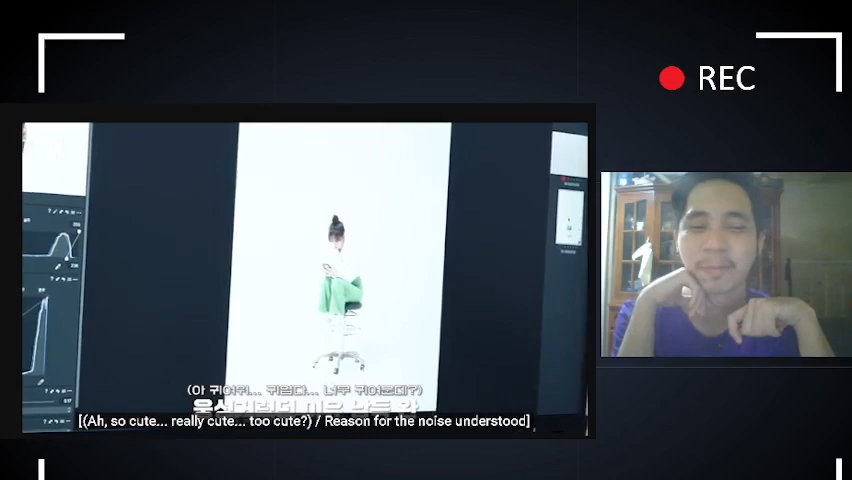 REC
(아 귀여워... 귀엽다... 너무 귀여운데?)
[(Ah, so cute... really cute... too cute?) / Reason for the noise understood]